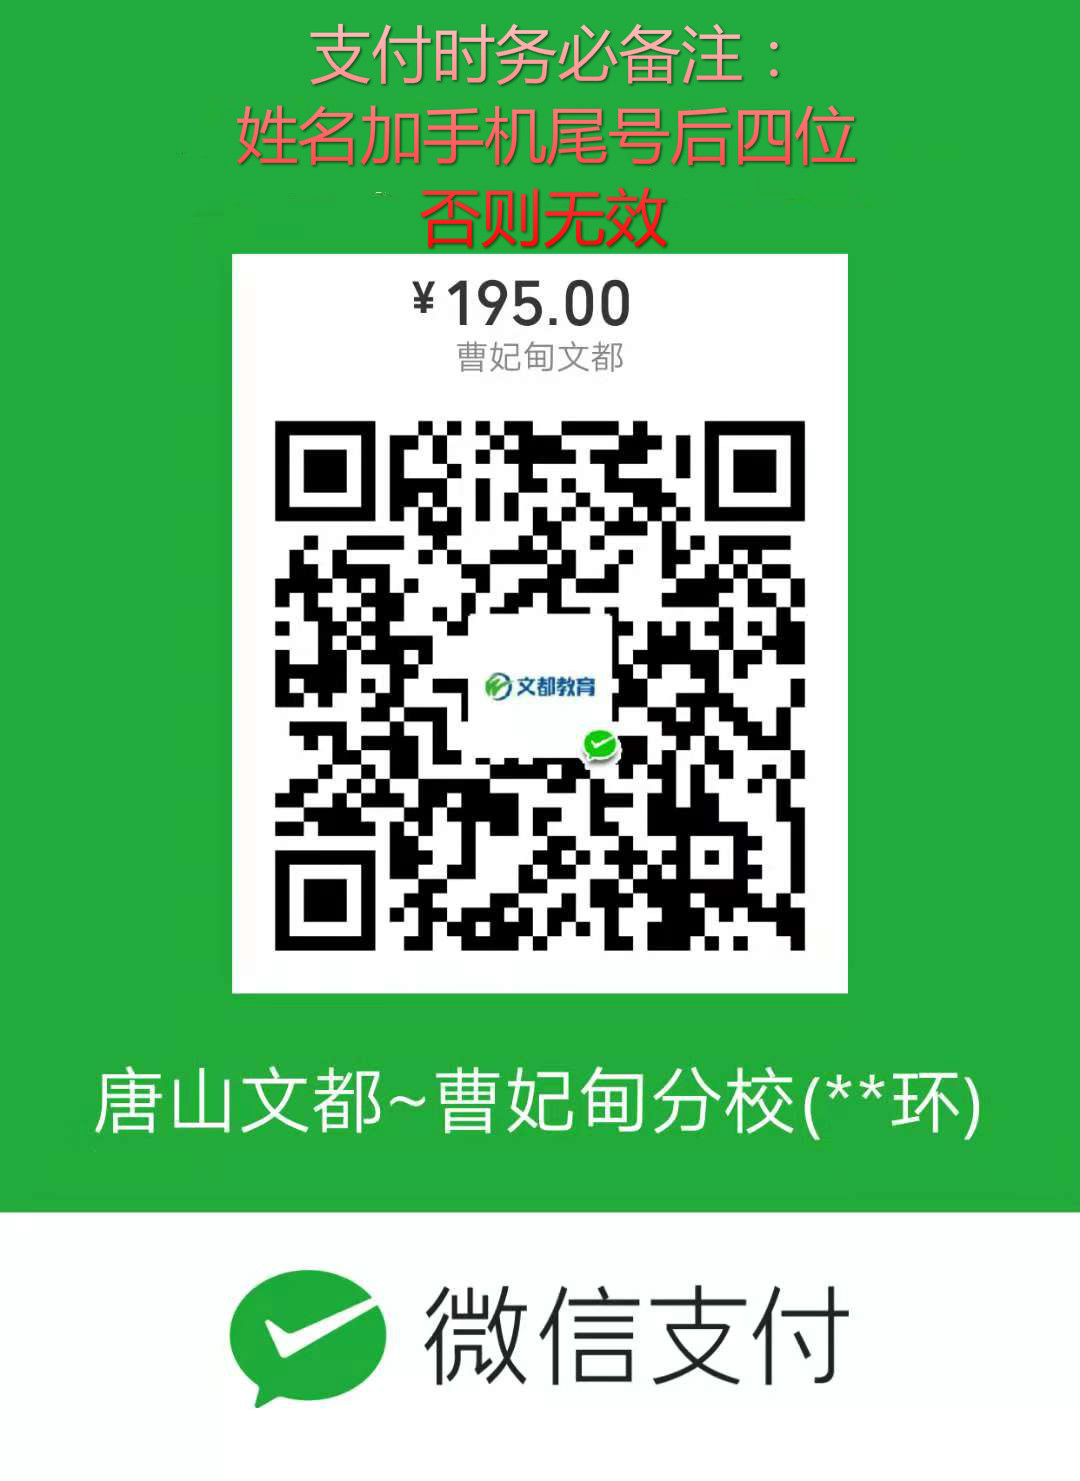 支付时务必备注：
姓名加手机尾号后四位
否则无效
¥195.00
曹妃甸文都
文都教育
唐山文都~曹妃甸分校(**环)
微信支付